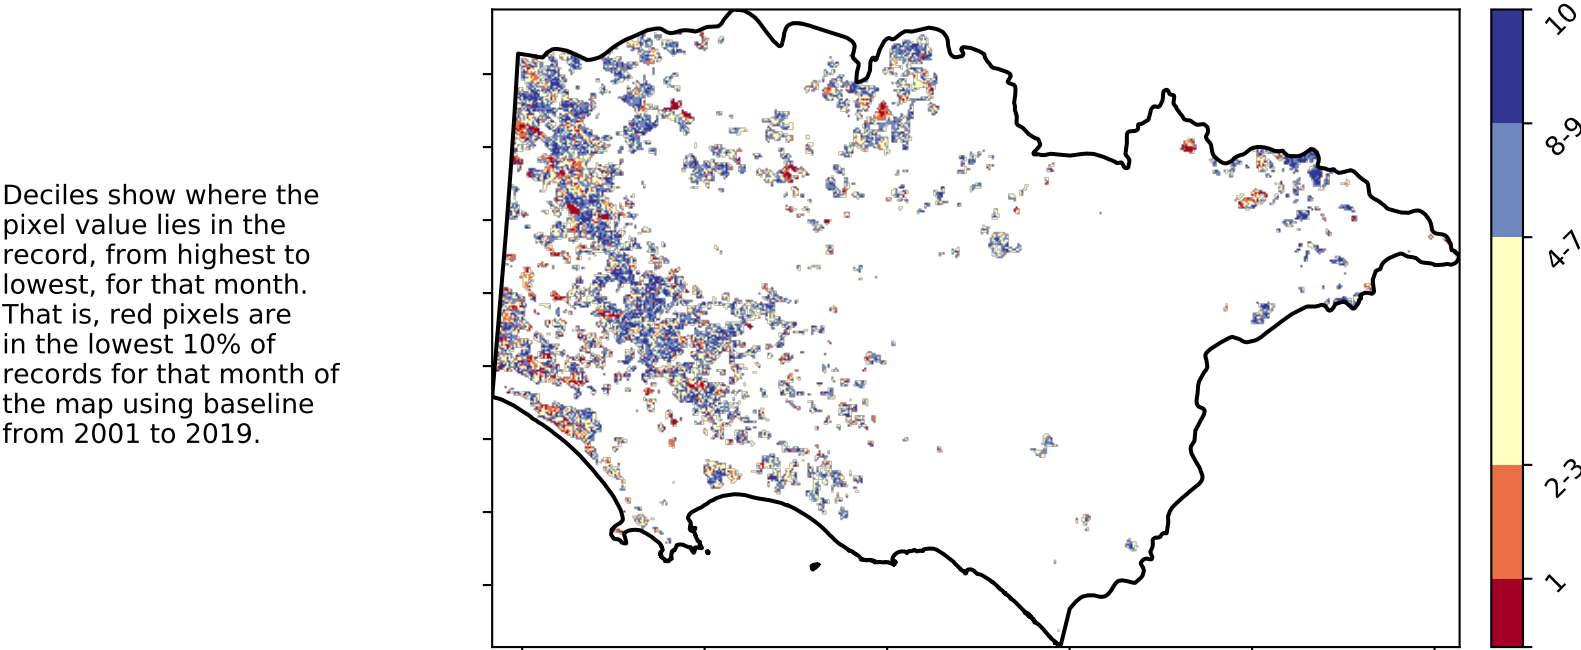 Deciles show where the
pixel value lies in the
record, from highest to
lowest, for that month.
That is, red pixels are
in the lowest 10% of
records for that month of
the map using baseline
from 2001 to 2019.
10
8-9
4-7
2-3
1